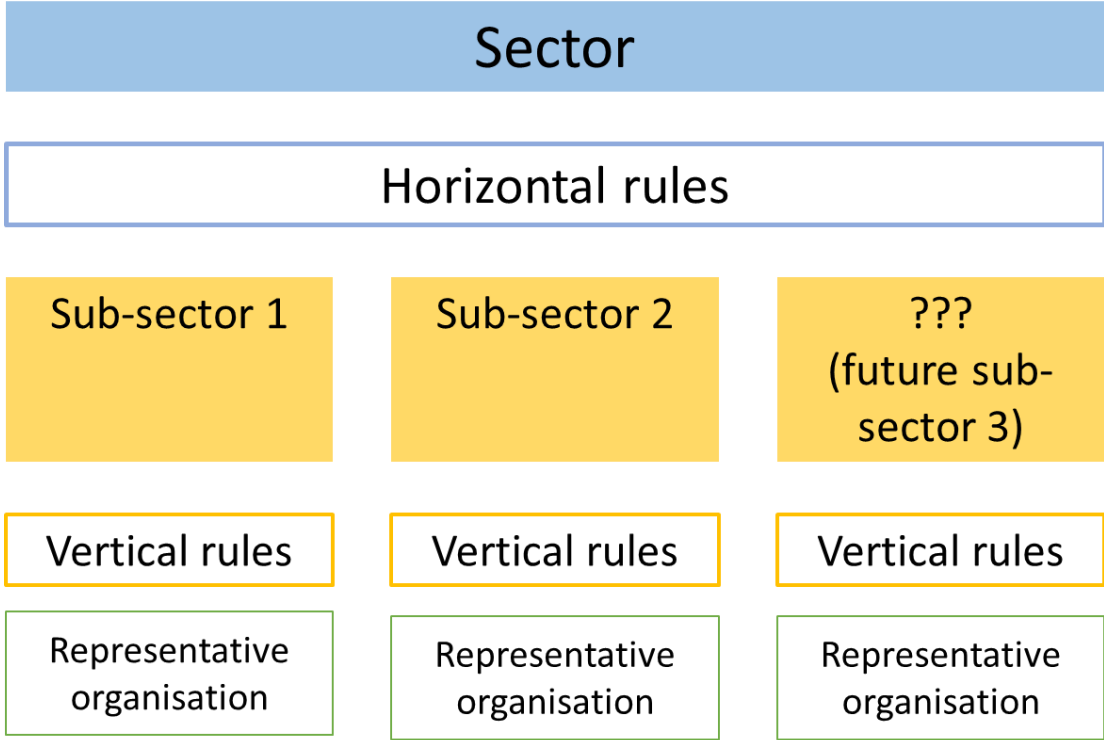 Sector
Horizontal rules
Sub-sector 1
Sub-sector 2
???
(future sub-
sector 3)
Vertical rules
Vertical rules
Vertical rules
Representative
organisation
Representative
organisation
Representative
organisation